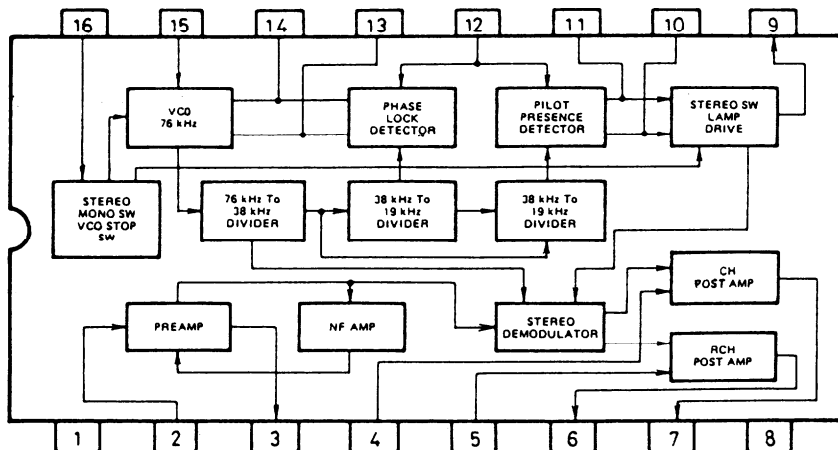 16 15 14 13 12 11 10 9
VCO
76 kHz
PHASE
LOCK
DETECTOR
PILOT
PRESENCE
DETECTOR
STEREO SW
LAMP
DRIVE
STEREO
MONO SW
VCO STOP
SW
76 kHz To
38 kHz
DIVIDER
38 kHz To
19 kHz
DIVIDER
38 kHz To
19 kHz
DIVIDER
PREAMP
NF AMP
STEREO
DEMODULATOR
CH
POST AMP
RCH
POST AMP
1 2 3 4 5 6 7 8